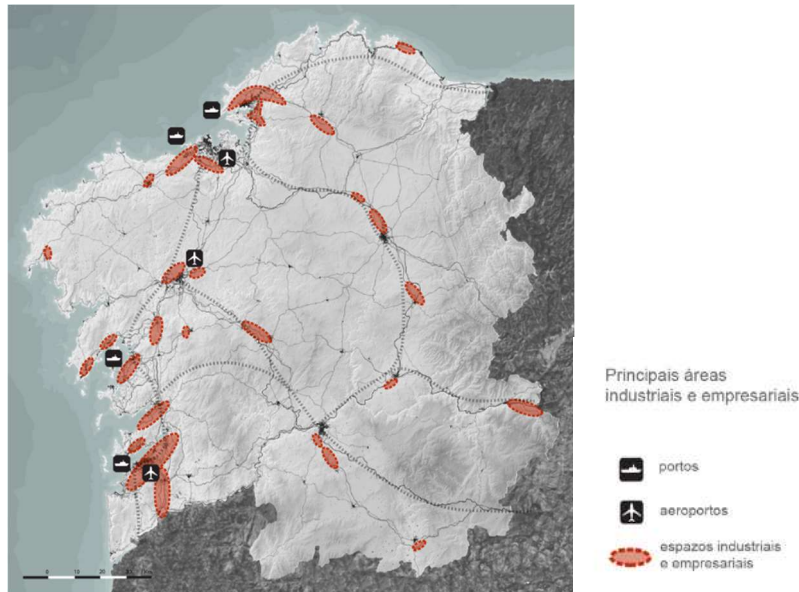 Principais áreas
industriais e empresariais
portos
aeroportos
espazos industriais
e empresariais